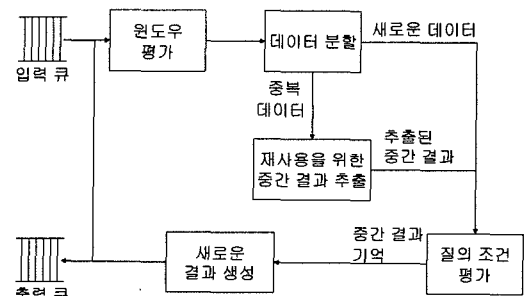 입력 큐
윈도우
평가
데이터 분할
새로운 데이터
중복
데이터
재사용을 위한
중간 결과 추출
추출된
중간 결과
출력 큐
새로운
결과 생성
중간 결과
기억
질의 조건
평가